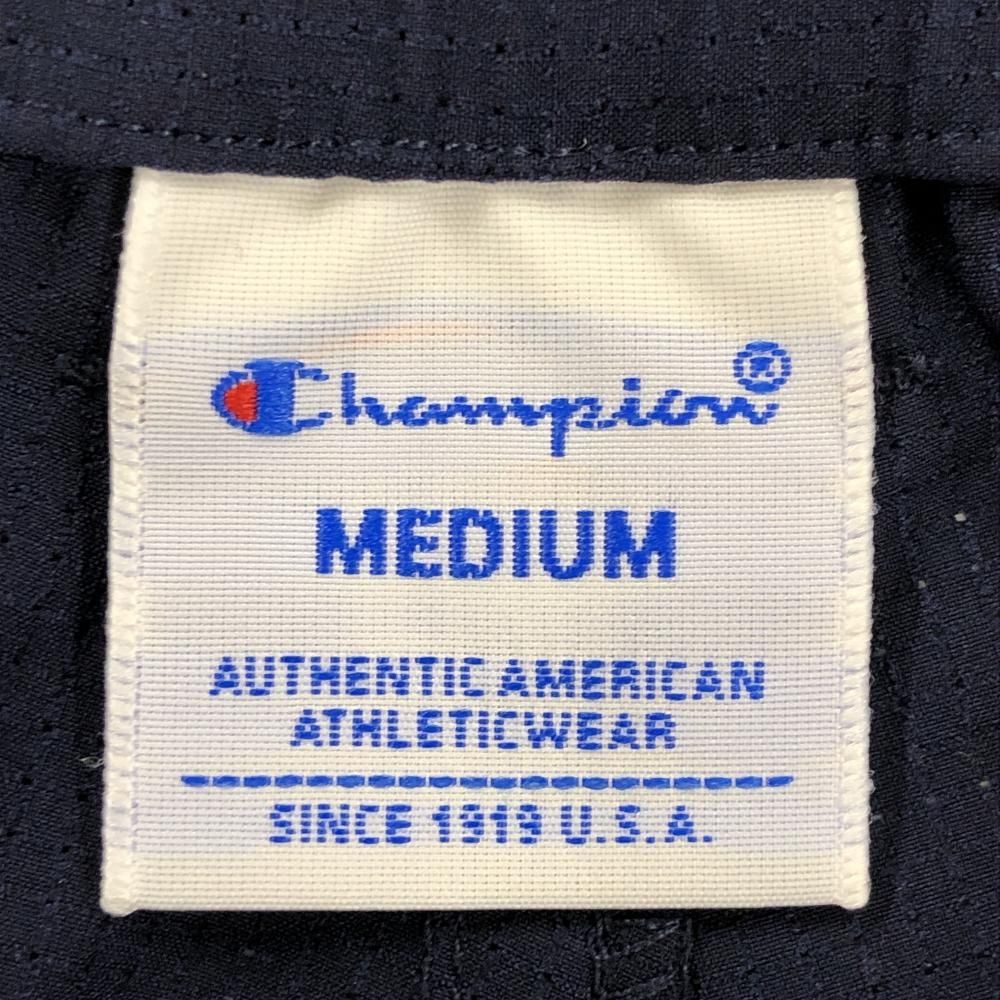 Champion®
MEDIUM
AUTHENTIC AMERICAN
ATHLETICWEAR
SINCE 1919 U.S.A.